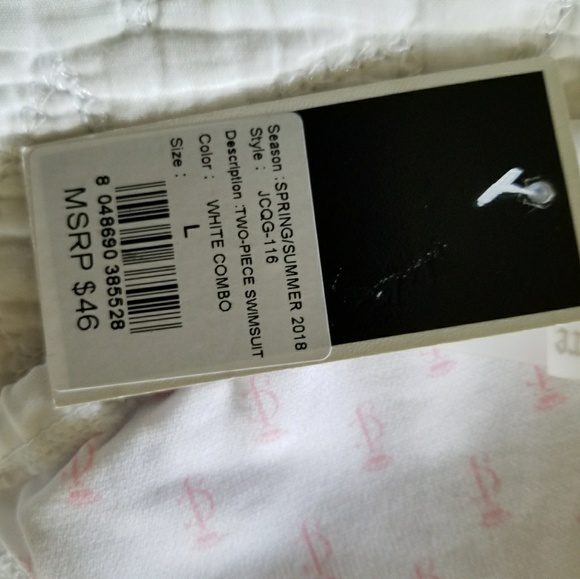 Season :SPRING/SUMMER 2018
Style : JCQG-116
Description :TWO-PIECE SWIMSUIT
Color : WHITE COMBO
Size : L
8 048690 385528
MSRP $46